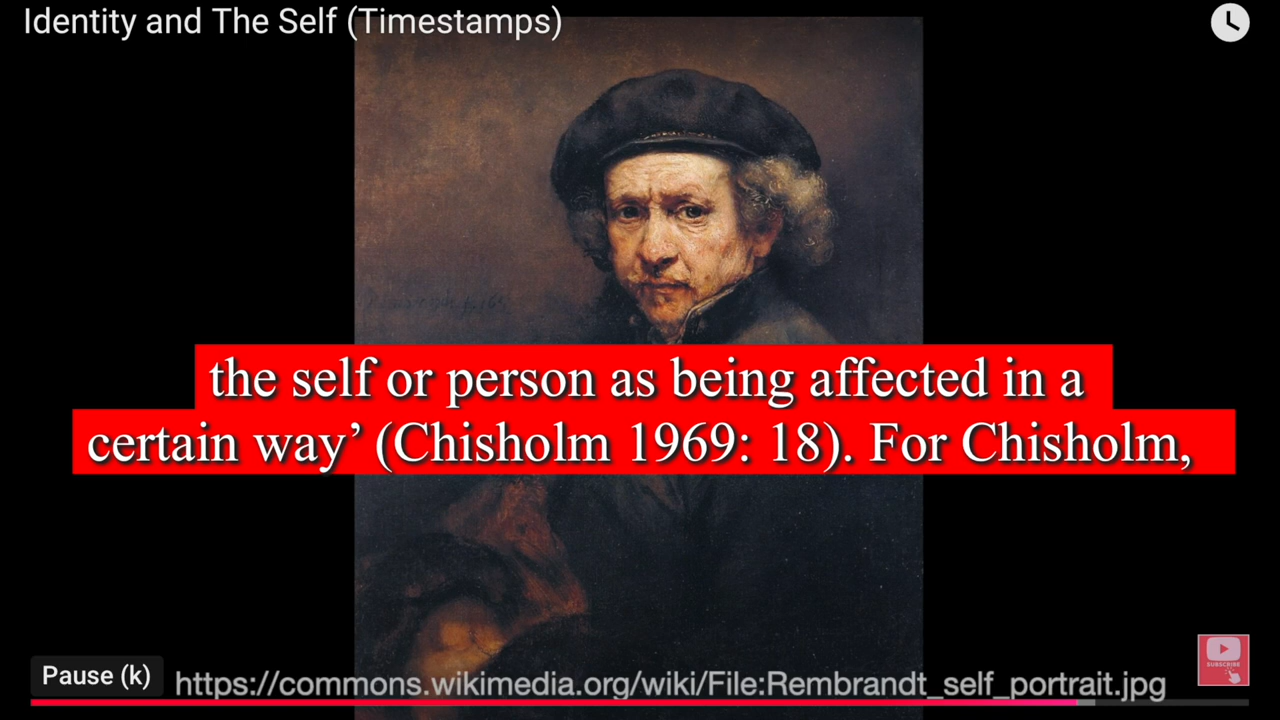 Identity and The Self (Timestamps)
the self or person as being affected in a
certain way’ (Chisholm 1969: 18). For Chisholm,
SUBSCRIBE
Pause (k)
https://commons.wikimedia.org/wiki/File:Rembrandt_self_portrait.jpg